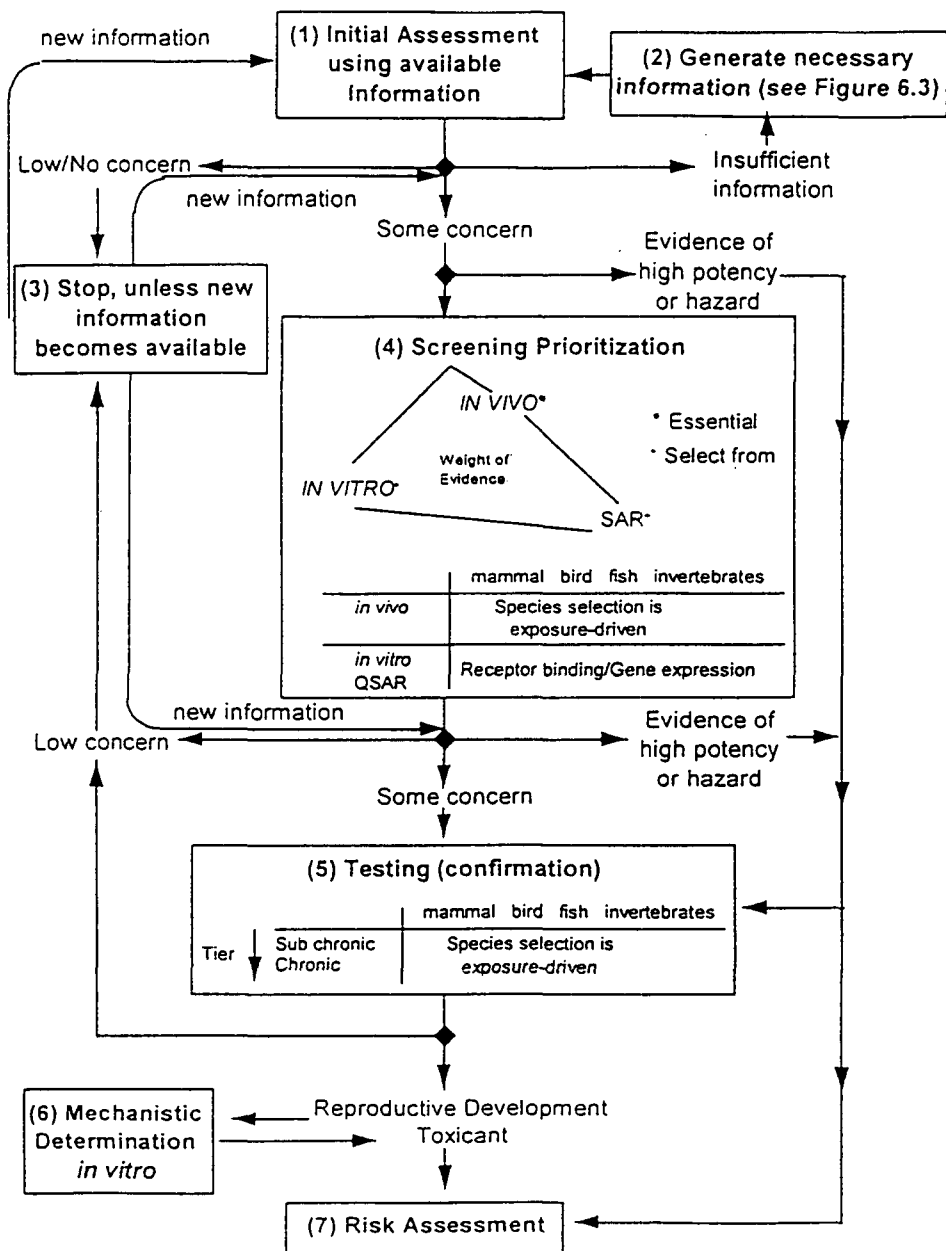 new information
(1) Initial Assessment
using available
Information
(2) Generate necessary
information (see Figure 6.3)
Low/No concern
new information
Insufficient
information
Some concern
Evidence of
high potency
or hazard
(3) Stop, unless new
information
becomes available
(4) Screening Prioritization
IN VIVO*
* Essential
Weight of
Evidence
· Select from
IN VITRO·
SAR·
mammal bird fish invertebrates
in vivo
Species selection is
exposure-driven
in vitro
QSAR
Receptor binding/Gene expression
new information
Low concern
Evidence of
high potency
or hazard
Some concern
(5) Testing (confirmation)
mammal bird fish invertebrates
Tier
Sub chronic
Chronic
Species selection is
exposure-driven
(6) Mechanistic
Determination
in vitro
Reproductive Development
Toxicant
(7) Risk Assessment